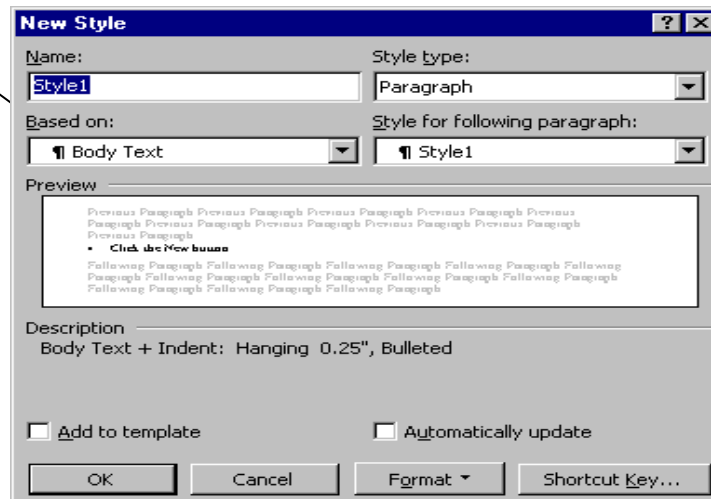 New Style
Name: Style type:
Style1 Paragraph
Based on: Style for following paragraph:
¶ Body Text ¶ Style1
Preview
Previous Paragraph Previous Paragraph Previous Paragraph Previous Paragraph Previous
Paragraph Previous Paragraph Previous Paragraph Previous Paragraph Previous Paragraph
Previous Paragraph
• Click the New button
Following Paragraph Following Paragraph Following Paragraph Following Paragraph Following
Paragraph Following Paragraph Following Paragraph Following Paragraph Following Paragraph
Following Paragraph Following Paragraph Following Paragraph
Description
Body Text + Indent: Hanging 0.25", Bulleted
Add to template Automatically update
OK Cancel Format Shortcut Key...